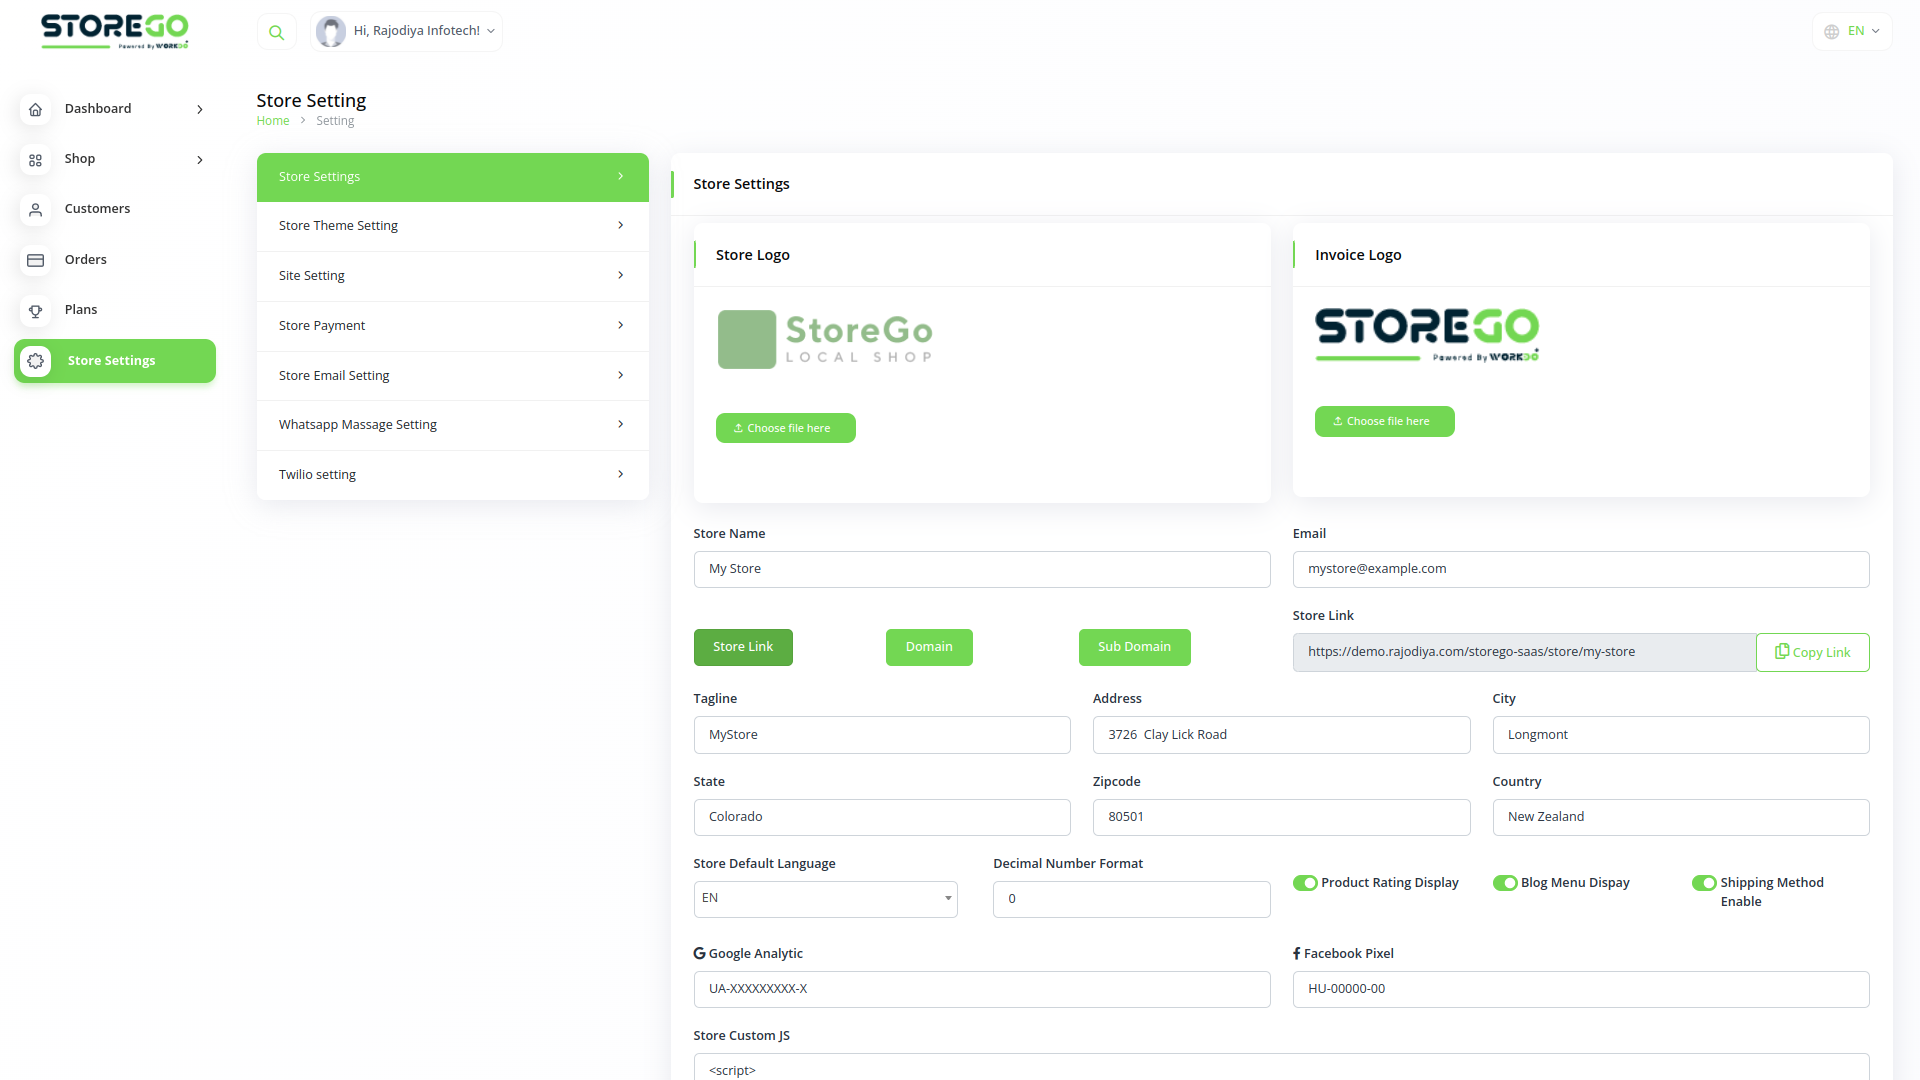 STOREGO
Powered By WORKDO
Hi, Rajodiya Infotech!
EN
Dashboard
Shop
Customers
Orders
Plans
Store Settings
Store Setting
Home > Setting
Store Settings
Store Theme Setting
Site Setting
Store Payment
Store Email Setting
Whatsapp Massage Setting
Twilio setting
Store Settings
Store Logo
StoreGo
LOCAL SHOP
Choose file here
Invoice Logo
STOREGO
Powered By WORKDO
Choose file here
Store Name
My Store
Email
mystore@example.com
Store Link
Domain
Sub Domain
Store Link
https://demo.rajodiya.com/storego-saas/store/my-store
Copy Link
Tagline
MyStore
Address
3726  Clay Lick Road
City
Longmont
State
Colorado
Zipcode
80501
Country
New Zealand
Store Default Language
EN
Decimal Number Format
0
Product Rating Display
Blog Menu Dispay
Shipping Method
Enable
Google Analytic
UA-XXXXXXXXX-X
Facebook Pixel
HU-00000-00
Store Custom JS
<script>